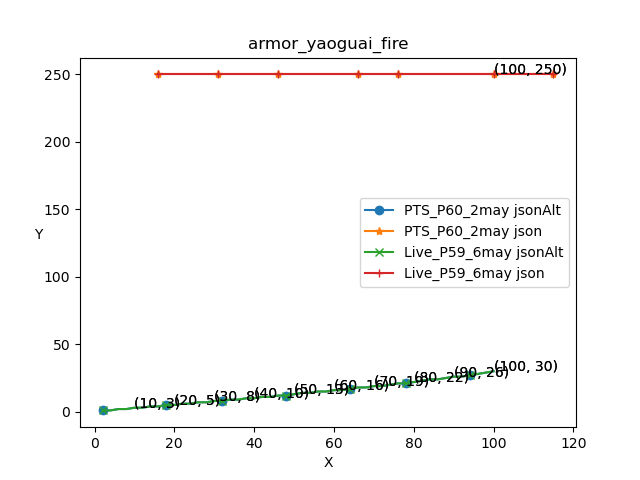 armor_yaoguai_fire
250
200
150
100
50
0
Y
(100, 250)
PTS_P60_2may jsonAlt
PTS_P60_2may json
Live_P59_6may jsonAlt
Live_P59_6may json
(10, 3)
(20, 5)
(30, 8)
(40, 10)
(50, 13)
(60, 16)
(70, 19)
(80, 22)
(90, 26)
(100, 30)
0 20 40 60 80 100 120
X